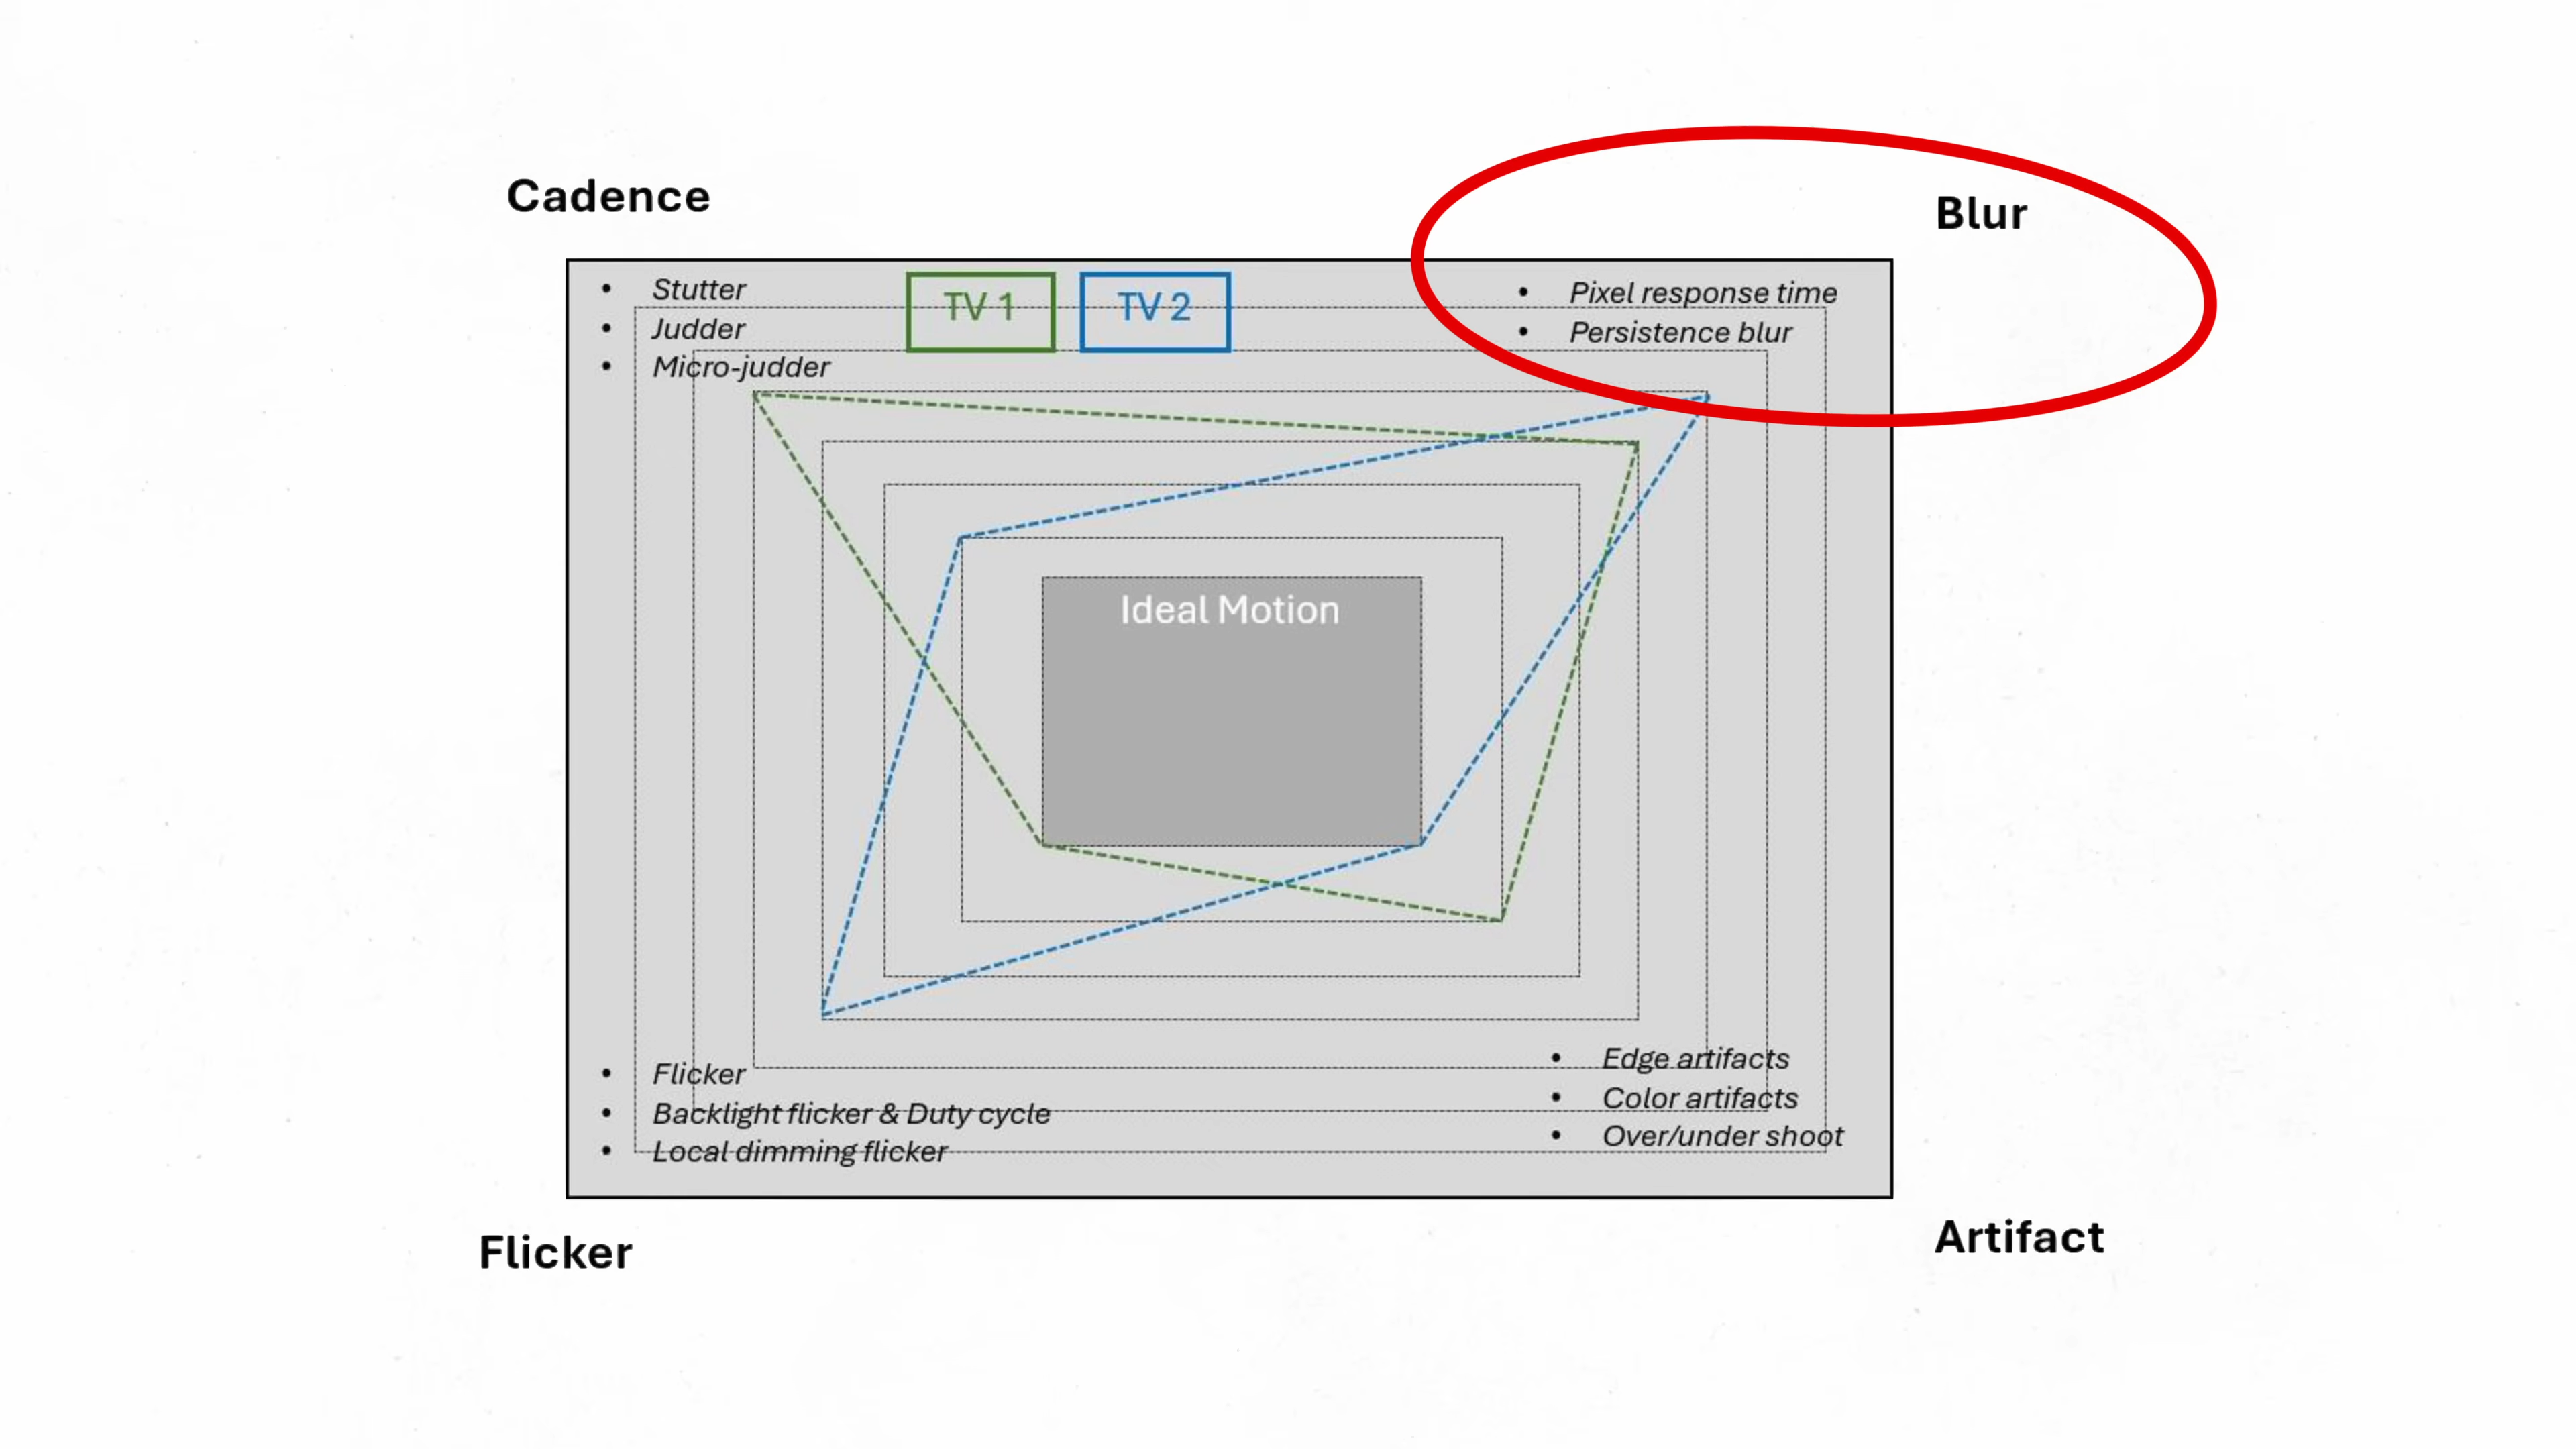 Cadence
Blur
• Stutter
• Judder
• Micro-judder
TV 1
TV 2
• Pixel response time
• Persistence blur
Ideal Motion
• Flicker
• Backlight flicker & Duty cycle
• Local dimming flicker
• Edge artifacts
• Color artifacts
• Over/under shoot
Flicker
Artifact